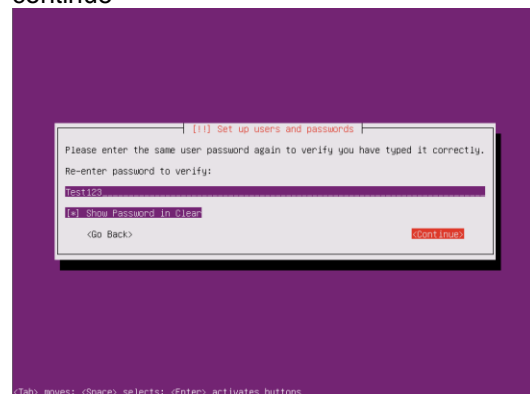 continue
[!!] Set up users and passwords
Please enter the same user password again to verify you have typed it correctly.
Re-enter password to verify:
Test123
[*] Show Password in Clear
<Go Back> <Continue>
<Tab> moves; <Space> selects; <Enter> activates buttons